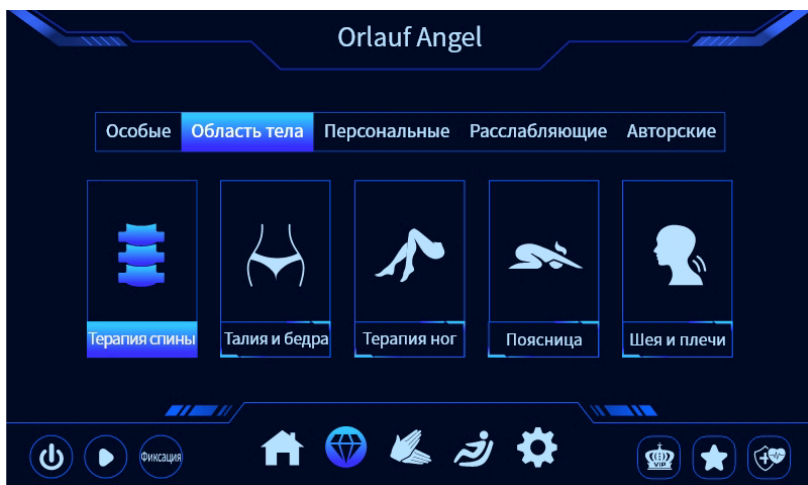 Orlauf Angel
Особые Область тела Персональные Расслабляющие Авторские
Терапия спины Талия и бедра Терапия ног Поясница Шея и плечи
Фиксация
VIP